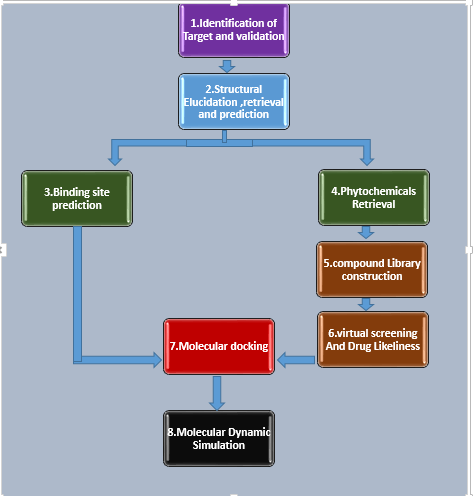 1.Identification of
Target and validation
2.Structural
Elucidation ,retrieval
and prediction
3.Binding site
prediction
4.Phytochemicals
Retrieval
5.compound Library
construction
6.virtual screening
And Drug Likeliness
7.Molecular docking
8.Molecular Dynamic
Simulation